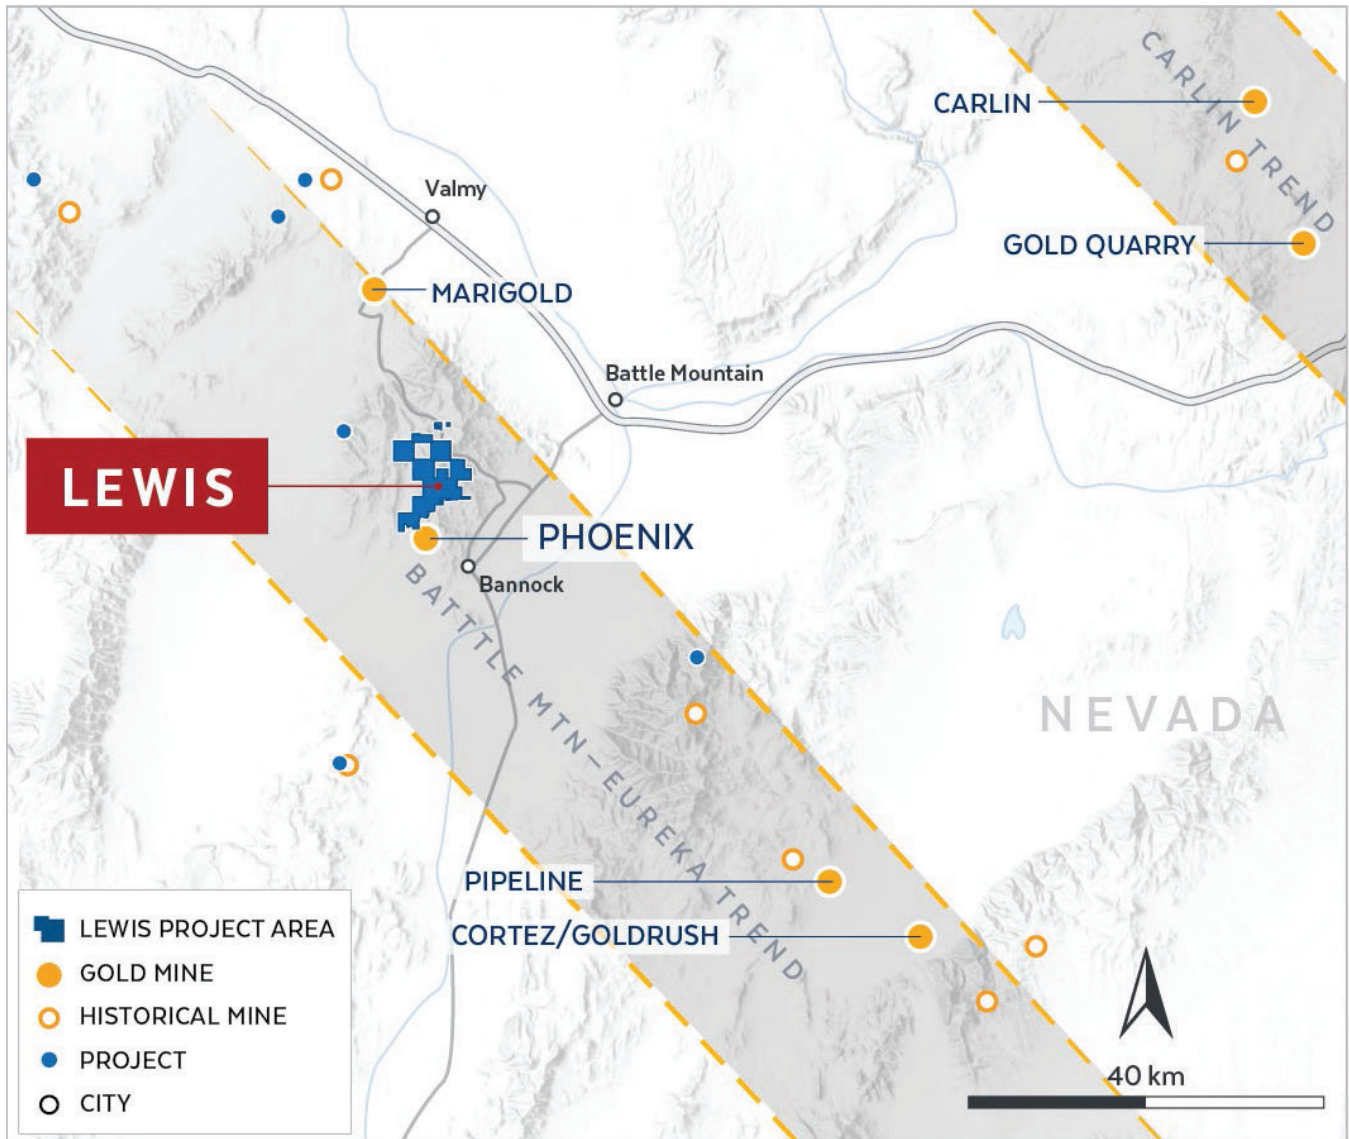 CARLIN TREND
CARLIN
Valmy
GOLD QUARRY
MARIGOLD
Battle Mountain
LEWIS
PHOENIX
Bannock
BATTTLE MTN–EUREKA TREND
NEVADA
PIPELINE
CORTEZ/GOLDRUSH
LEWIS PROJECT AREA
GOLD MINE
HISTORICAL MINE
PROJECT
CITY
40 km